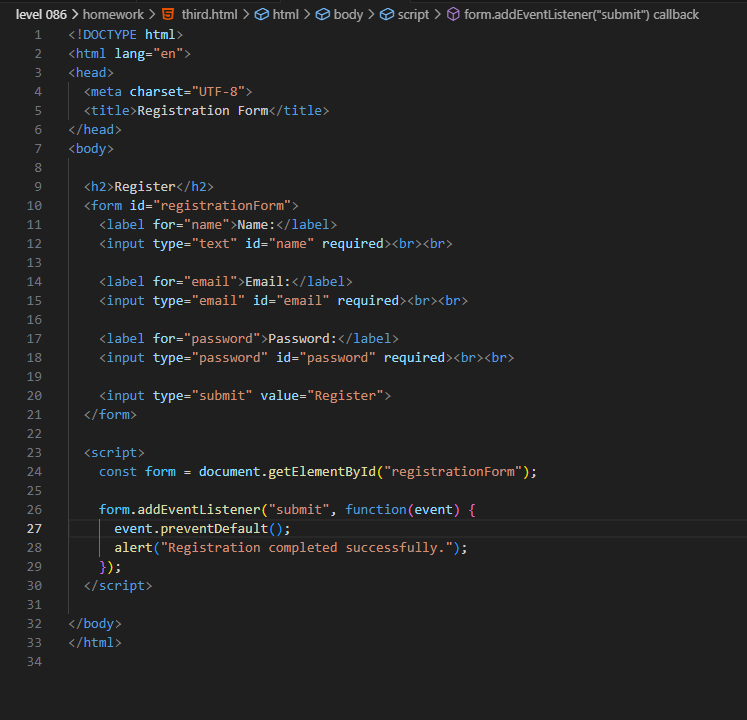 level 086 > homework > third.html > html > body > script > form.addEventListener("submit") callback
1 <!DOCTYPE html>
2 <html lang="en">
3 <head>
4   <meta charset="UTF-8">
5   <title>Registration Form</title>
6 </head>
7 <body>
8
9   <h2>Register</h2>
10   <form id="registrationForm">
11     <label for="name">Name:</label>
12     <input type="text" id="name" required><br><br>
13
14     <label for="email">Email:</label>
15     <input type="email" id="email" required><br><br>
16
17     <label for="password">Password:</label>
18     <input type="password" id="password" required><br><br>
19
20     <input type="submit" value="Register">
21   </form>
22
23   <script>
24     const form = document.getElementById("registrationForm");
25
26     form.addEventListener("submit", function(event) {
27       event.preventDefault();
28       alert("Registration completed successfully.");
29     });
30   </script>
31
32 </body>
33 </html>
34